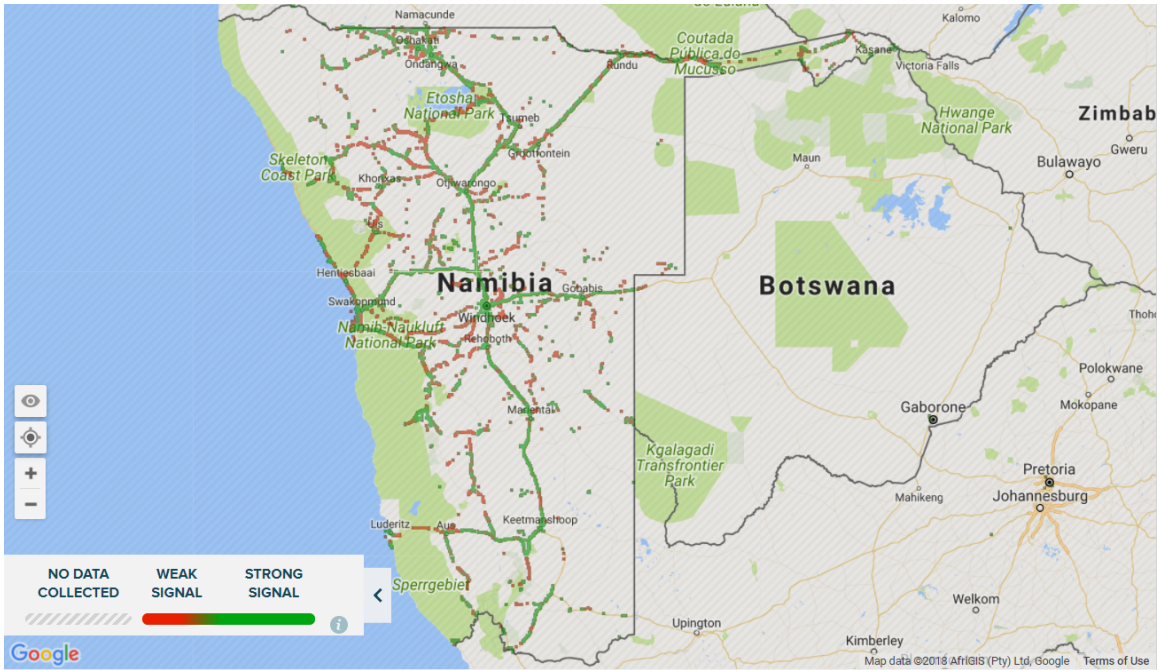 Namacunde
Oshakati
Ondangwa
Coutada
Pública do
Mucusso
Kalomo
Kasane
Victoria Falls
Rundu
Etosha
National Park
Tsumeb
Grootfontein
Hwange
National Park
Zimbab
Gweru
Bulawayo
Maun
Skeleton
Coast Park
Khorixas
Otjiwarongo
Uis
Hentiesbaai
Namibia
Gobabis
Botswana
Swakopmund
Windhoek
Namib-Naukluft
National Park
Rehoboth
Thoho
Polokwane
Mokopane
Mariental
Gaborone
Kgalagadi
Transfrontier
Park
Pretoria
Johannesburg
Mahikeng
Luderitz
Aus
Keetmanshoop
Sperrgebiet
Welkom
Upington
Kimberley
NO DATA
COLLECTED
WEAK
SIGNAL
STRONG
SIGNAL
Google
Map data ©2018 AfriGIS (Pty) Ltd, Google
Terms of Use